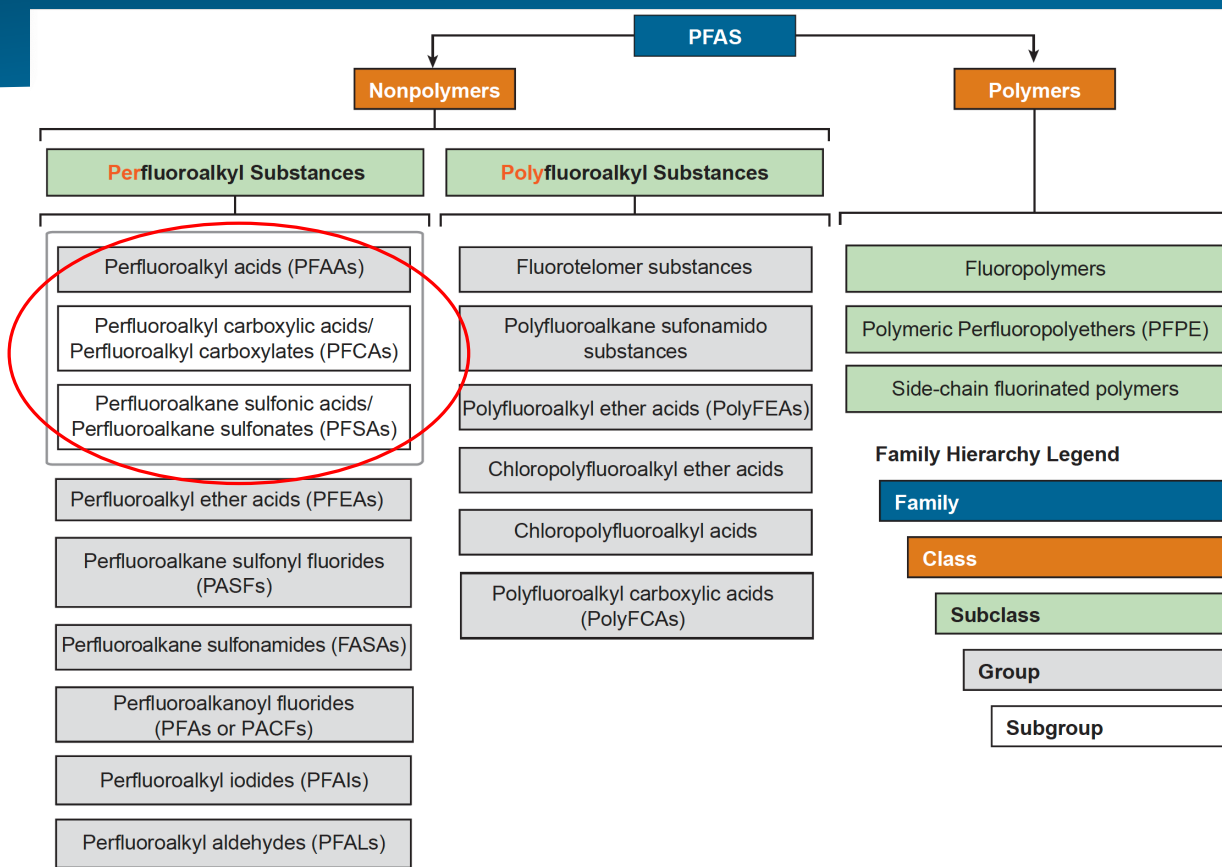 PFAS
Nonpolymers
Polymers
Perfluoroalkyl Substances
Polyfluoroalkyl Substances
Perfluoroalkyl acids (PFAAs)
Perfluoroalkyl carboxylic acids/
Perfluoroalkyl carboxylates (PFCAs)
Perfluoroalkane sulfonic acids/
Perfluoroalkane sulfonates (PFSAs)
Perfluoroalkyl ether acids (PFEAs)
Perfluoroalkane sulfonyl fluorides
(PASFs)
Perfluoroalkane sulfonamides (FASAs)
Perfluoroalkanoyl fluorides
(PFAs or PACFs)
Perfluoroalkyl iodides (PFAIs)
Perfluoroalkyl aldehydes (PFALs)
Fluorotelomer substances
Polyfluoroalkane sufonamido
substances
Polyfluoroalkyl ether acids (PolyFEAs)
Chloropolyfluoroalkyl ether acids
Chloropolyfluoroalkyl acids
Polyfluoroalkyl carboxylic acids
(PolyFCAs)
Fluoropolymers
Polymeric Perfluoropolyethers (PFPE)
Side-chain fluorinated polymers
Family Hierarchy Legend
Family
Class
Subclass
Group
Subgroup